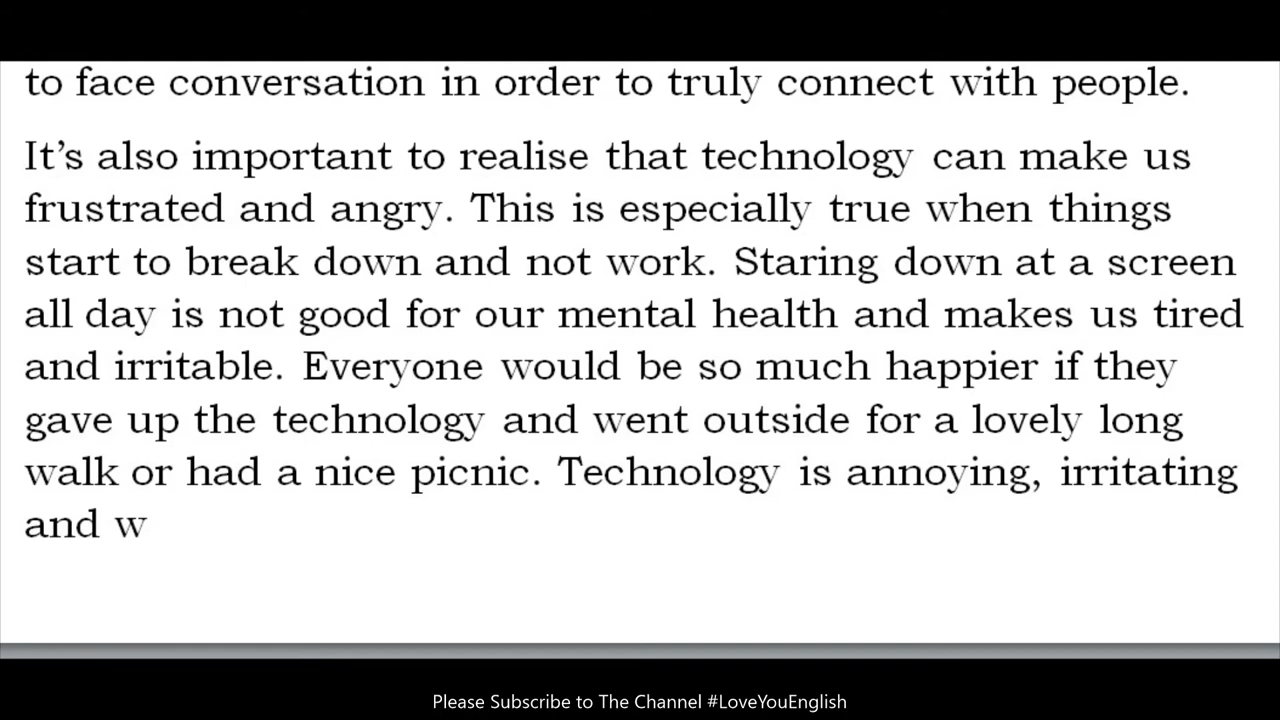 to face conversation in order to truly connect with people.
It’s also important to realise that technology can make us
frustrated and angry. This is especially true when things
start to break down and not work. Staring down at a screen
all day is not good for our mental health and makes us tired
and irritable. Everyone would be so much happier if they
gave up the technology and went outside for a lovely long
walk or had a nice picnic. Technology is annoying, irritating
and w
Please Subscribe to The Channel #LoveYouEnglish